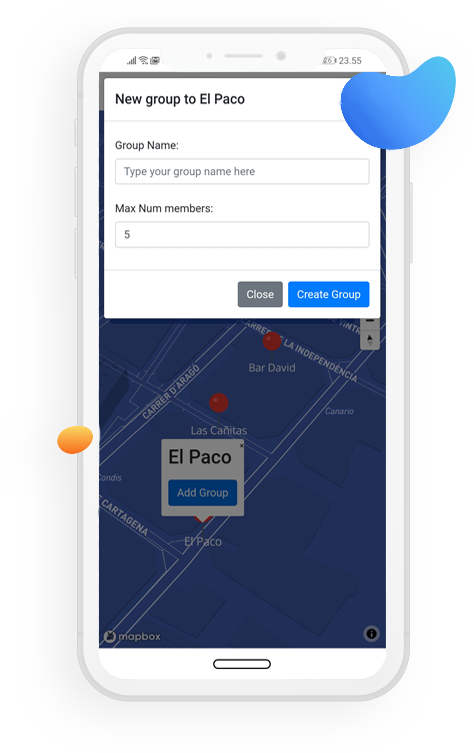 23.55
New group to El Paco
Group Name:
Type your group name here
Max Num members:
5
Close
Create Group
CARRER DE LA INDEPENDÈNCIA
Bar David
CARRER D'ARAGÓ
Canario
Las Cañitas
El Paco
×
Add Group
Condis
E CARTAGENA
El Paco
mapbox